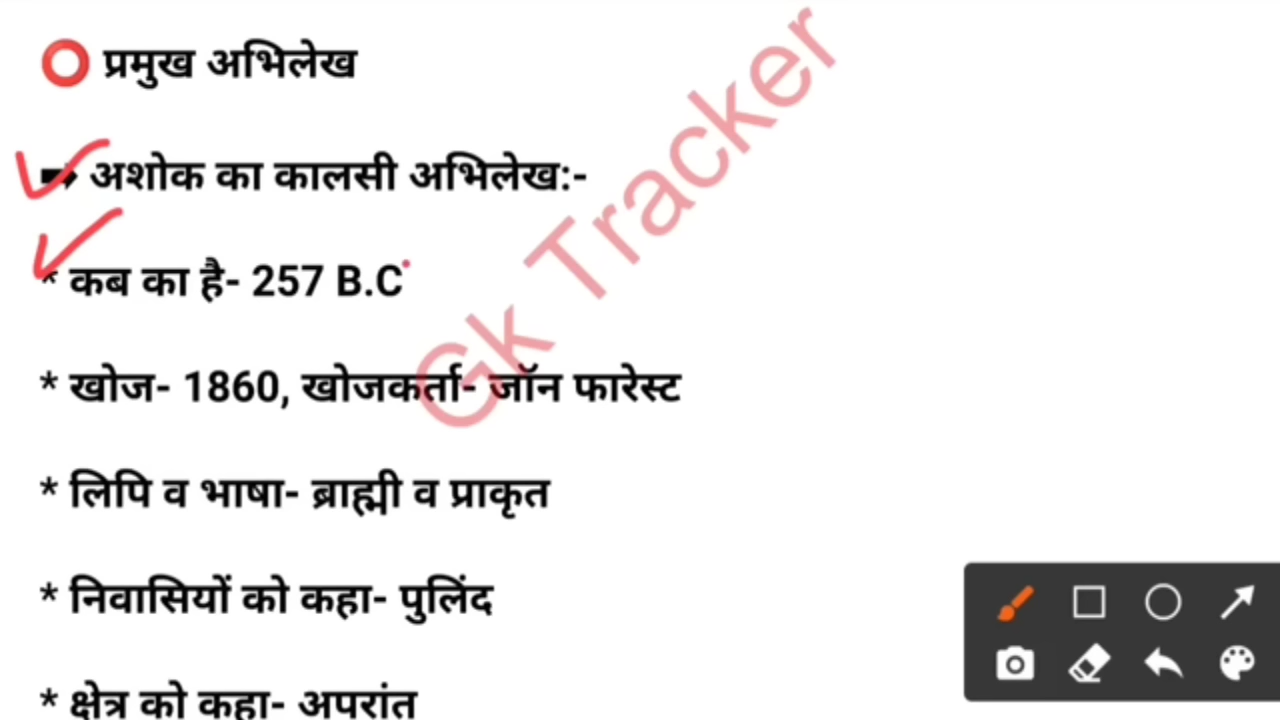 ⭕ प्रमुख अभिलेख
➡ अशोक का कालसी अभिलेख:-
* कब का है- 257 B.C
* खोज- 1860, खोजकर्ता- जॉन फारेस्ट
* लिपि व भाषा- ब्राह्मी व प्राकृत
* निवासियों को कहा- पुलिंद
* क्षेत्र को कहा- अपरांत
Gk Tracker